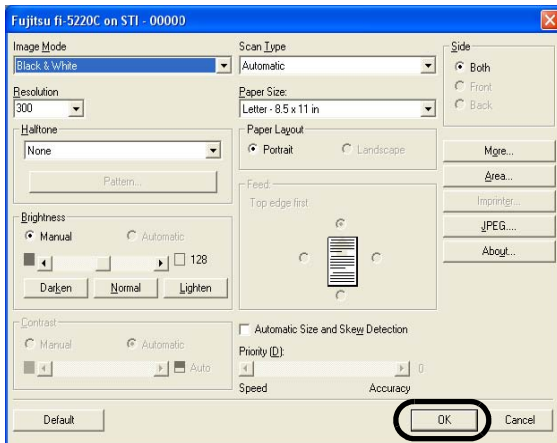 Fujitsu fi-5220C on STI - 00000
Image Mode
Black & White
Resolution
300
Halftone
None
Pattern...
Brightness
Manual Automatic
128
Darken Normal Lighten
Contrast
Manual Automatic
Auto
Scan Type
Automatic
Paper Size:
Letter - 8.5 x 11 in
Paper Layout
Portrait Landscape
Feed:
Top edge first
Automatic Size and Skew Detection
Priority (D):
0
Speed Accuracy
Side
Both
Front
Back
More...
Area...
Imprinter...
JPEG....
About...
Default OK Cancel